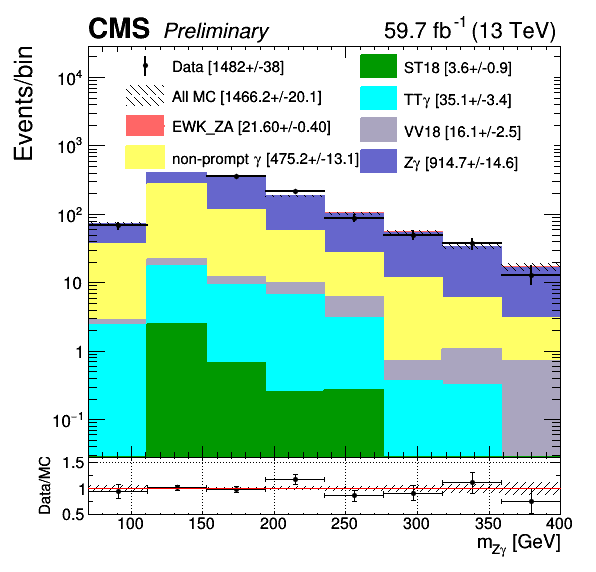 CMS Preliminary 59.7 fb⁻¹ (13 TeV)
Events/bin
Data [1482+/-38]
All MC [1466.2+/-20.1]
EWK_ZA [21.60+/-0.40]
non-prompt γ [475.2+/-13.1]
ST18 [3.6+/-0.9]
TTγ [35.1+/-3.4]
VV18 [16.1+/-2.5]
Zγ [914.7+/-14.6]
10⁴
10³
10²
10
1
10⁻¹
Data/MC
1.5
1
0.5
100 150 200 250 300 350 400
m_Zγ [GeV]